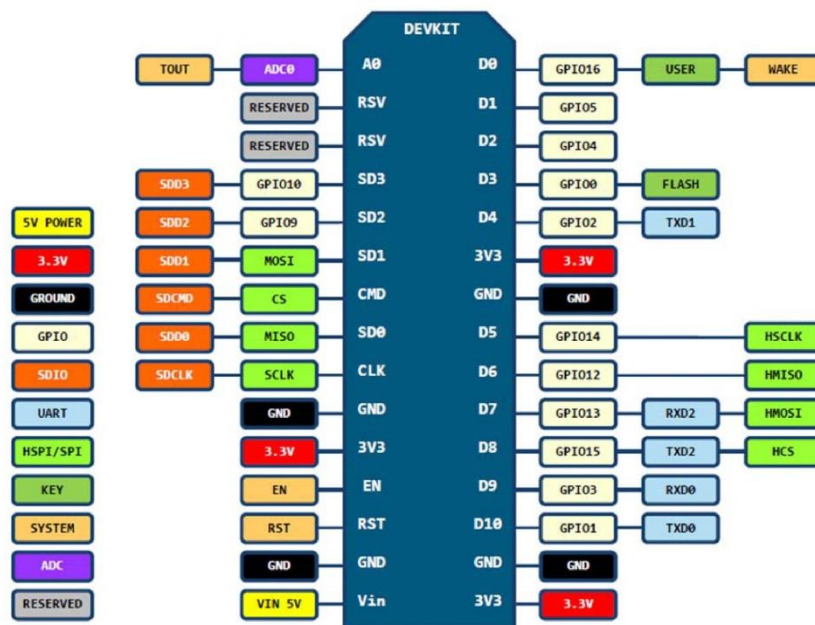 DEVKIT
TOUT ADC0 A0 D0 GPIO16 USER WAKE
RESERVED RSV D1 GPIO5
RESERVED RSV D2 GPIO4
SDD3 GPIO10 SD3 D3 GPIO0 FLASH
5V POWER SDD2 GPIO9 SD2 D4 GPIO2 TXD1
3.3V SDD1 MOSI SD1 3V3 3.3V
GROUND SDCMD CS CMD GND GND
GPIO SDD0 MISO SD0 D5 GPIO14 HSCLK
SDIO SDCLK SCLK CLK D6 GPIO12 HMISO
UART GND GND D7 GPIO13 RXD2 HMOSI
HSPI/SPI 3.3V 3V3 D8 GPIO15 TXD2 HCS
KEY EN EN D9 GPIO3 RXD0
SYSTEM RST RST D10 GPIO1 TXD0
ADC GND GND GND GND
RESERVED VIN 5V Vin 3V3 3.3V